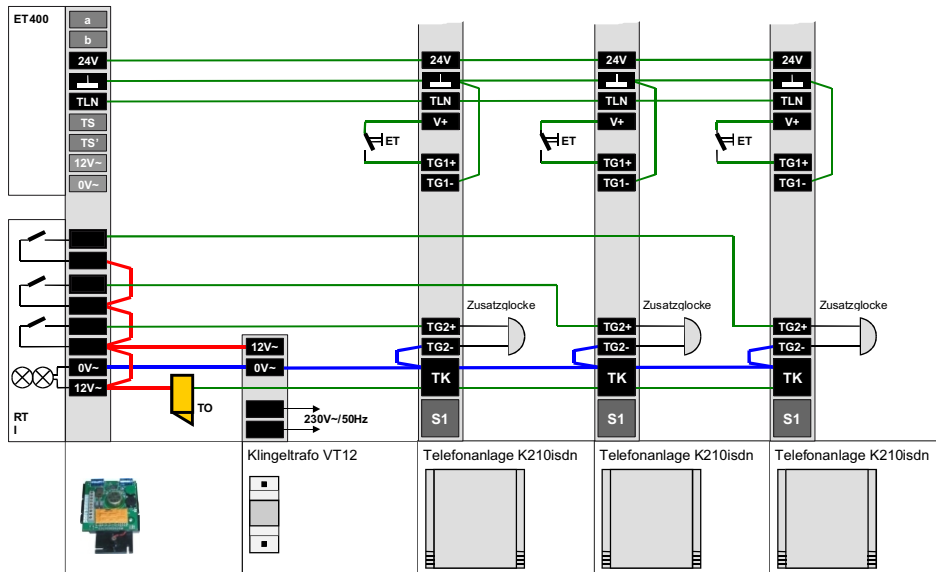 ET400
a
b
24V
TLN
TS
TS'
12V~
0V~
24V
TLN
V+
ET
TG1+
TG1-
24V
TLN
V+
ET
TG1+
TG1-
24V
TLN
V+
ET
TG1+
TG1-
Zusatzglocke
Zusatzglocke
Zusatzglocke
TG2+
TG2-
TK
S1
TG2+
TG2-
TK
S1
TG2+
TG2-
TK
S1
12V~
0V~
0V~
12V~
TO
230V~/50Hz
RT
I
Klingeltrafo VT12
Telefonanlage K210isdn
Telefonanlage K210isdn
Telefonanlage K210isdn